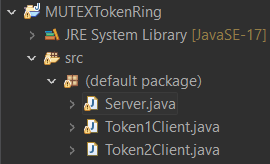 MUTEXTokenRing
JRE System Library [JavaSE-17]
src
(default package)
Server.java
Token1Client.java
Token2Client.java